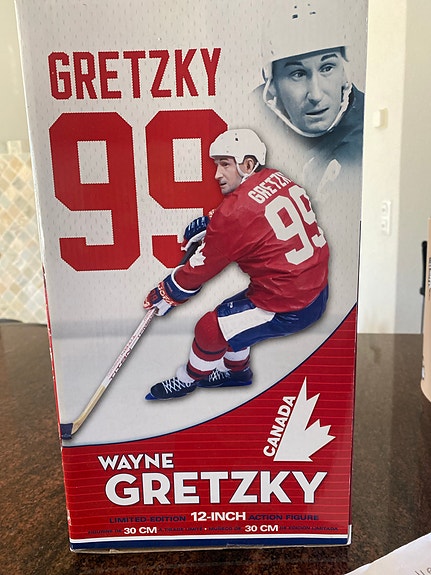 GRETZKY
99
GRETZKY
99
CANADA
WAYNE
GRETZKY
LIMITED-EDITION 12-INCH ACTION FIGURE
30 CM 30 CM